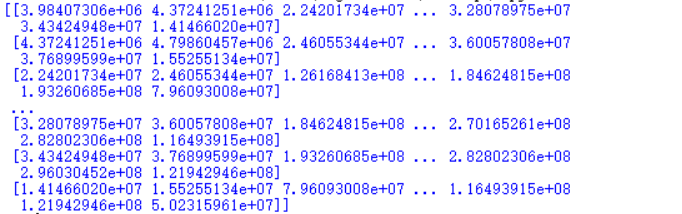 [[3.98407306e+06 4.37241251e+06 2.24201734e+07 ... 3.28078975e+07
3.43424948e+07 1.41466020e+07]
[4.37241251e+06 4.79860457e+06 2.46055344e+07 ... 3.60057808e+07
3.76899599e+07 1.55255134e+07]
[2.24201734e+07 2.46055344e+07 1.26168413e+08 ... 1.84624815e+08
1.93260685e+08 7.96093008e+07]
...
[3.28078975e+07 3.60057808e+07 1.84624815e+08 ... 2.70165261e+08
2.82802306e+08 1.16493915e+08]
[3.43424948e+07 3.76899599e+07 1.93260685e+08 ... 2.82802306e+08
2.96030452e+08 1.21942946e+08]
[1.41466020e+07 1.55255134e+07 7.96093008e+07 ... 1.16493915e+08
1.21942946e+08 5.02315961e+07]]